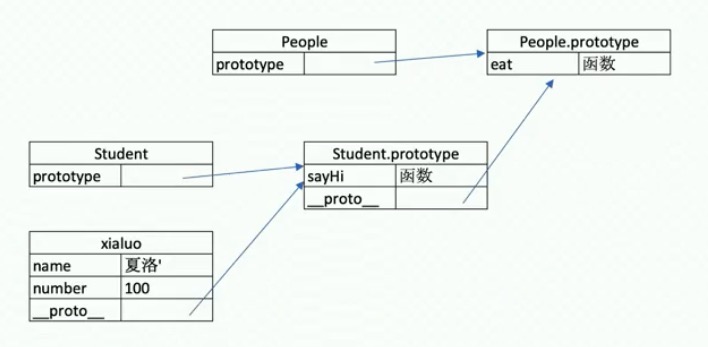 People
prototype
People.prototype
eat 函数
Student
prototype
Student.prototype
sayHi 函数
__proto__
xialuo
name 夏洛'
number 100
__proto__